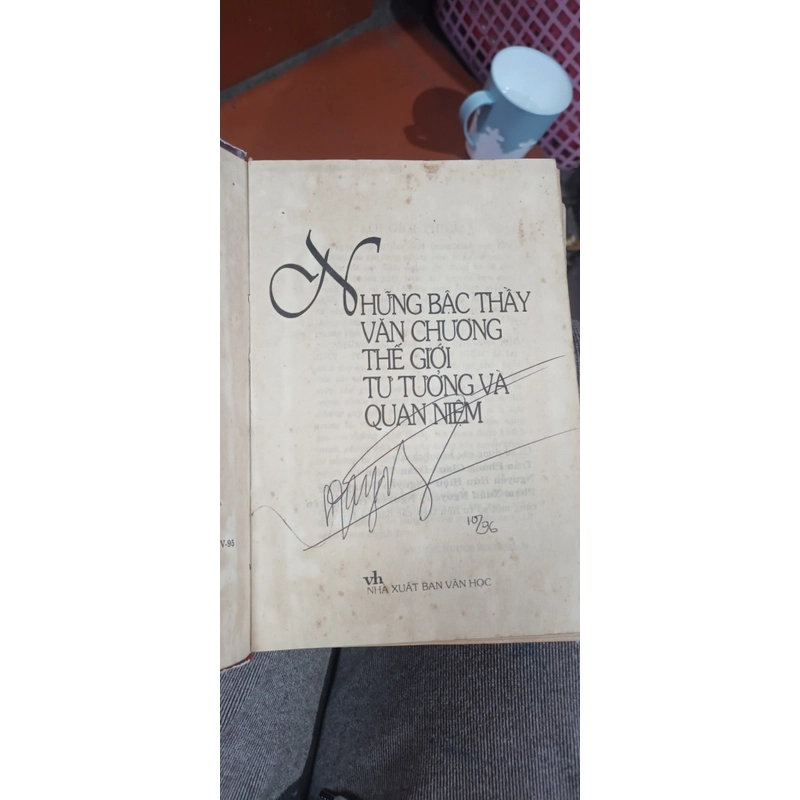 NHỮNG BẬC THẦY
VĂN CHƯƠNG
THẾ GIỚI
TƯ TƯỞNG VÀ
QUAN NIỆM
10/96
V-95
vh
NHÀ XUẤT BẢN VĂN HỌC